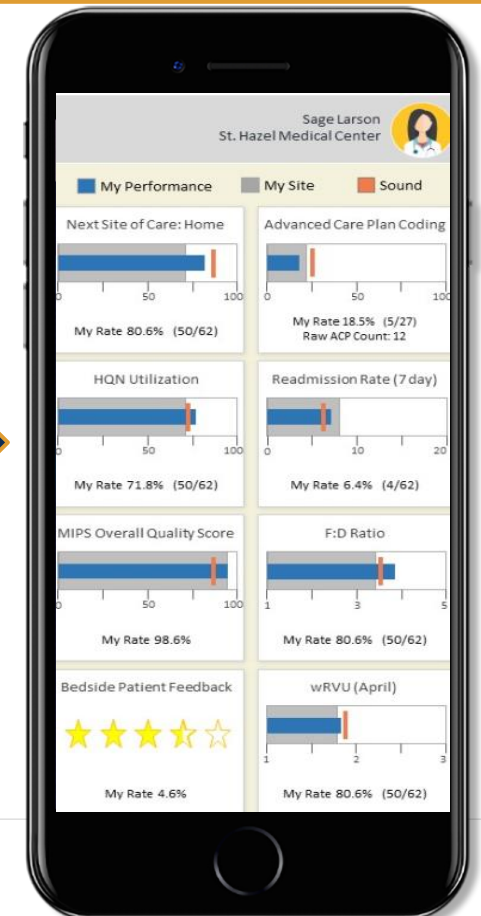 Sage Larson
St. Hazel Medical Center
My Performance My Site Sound
Next Site of Care: Home
0 50 100
My Rate 80.6% (50/62)
Advanced Care Plan Coding
0 50 100
My Rate 18.5% (5/27)
Raw ACP Count: 12
HQN Utilization
0 50 100
My Rate 71.8% (50/62)
Readmission Rate (7 day)
0 10 20
My Rate 6.4% (4/62)
MIPS Overall Quality Score
0 50 100
My Rate 98.6%
F:D Ratio
1 3 5
My Rate 80.6% (50/62)
Bedside Patient Feedback
My Rate 4.6%
wRVU (April)
1 2 3
My Rate 80.6% (50/62)